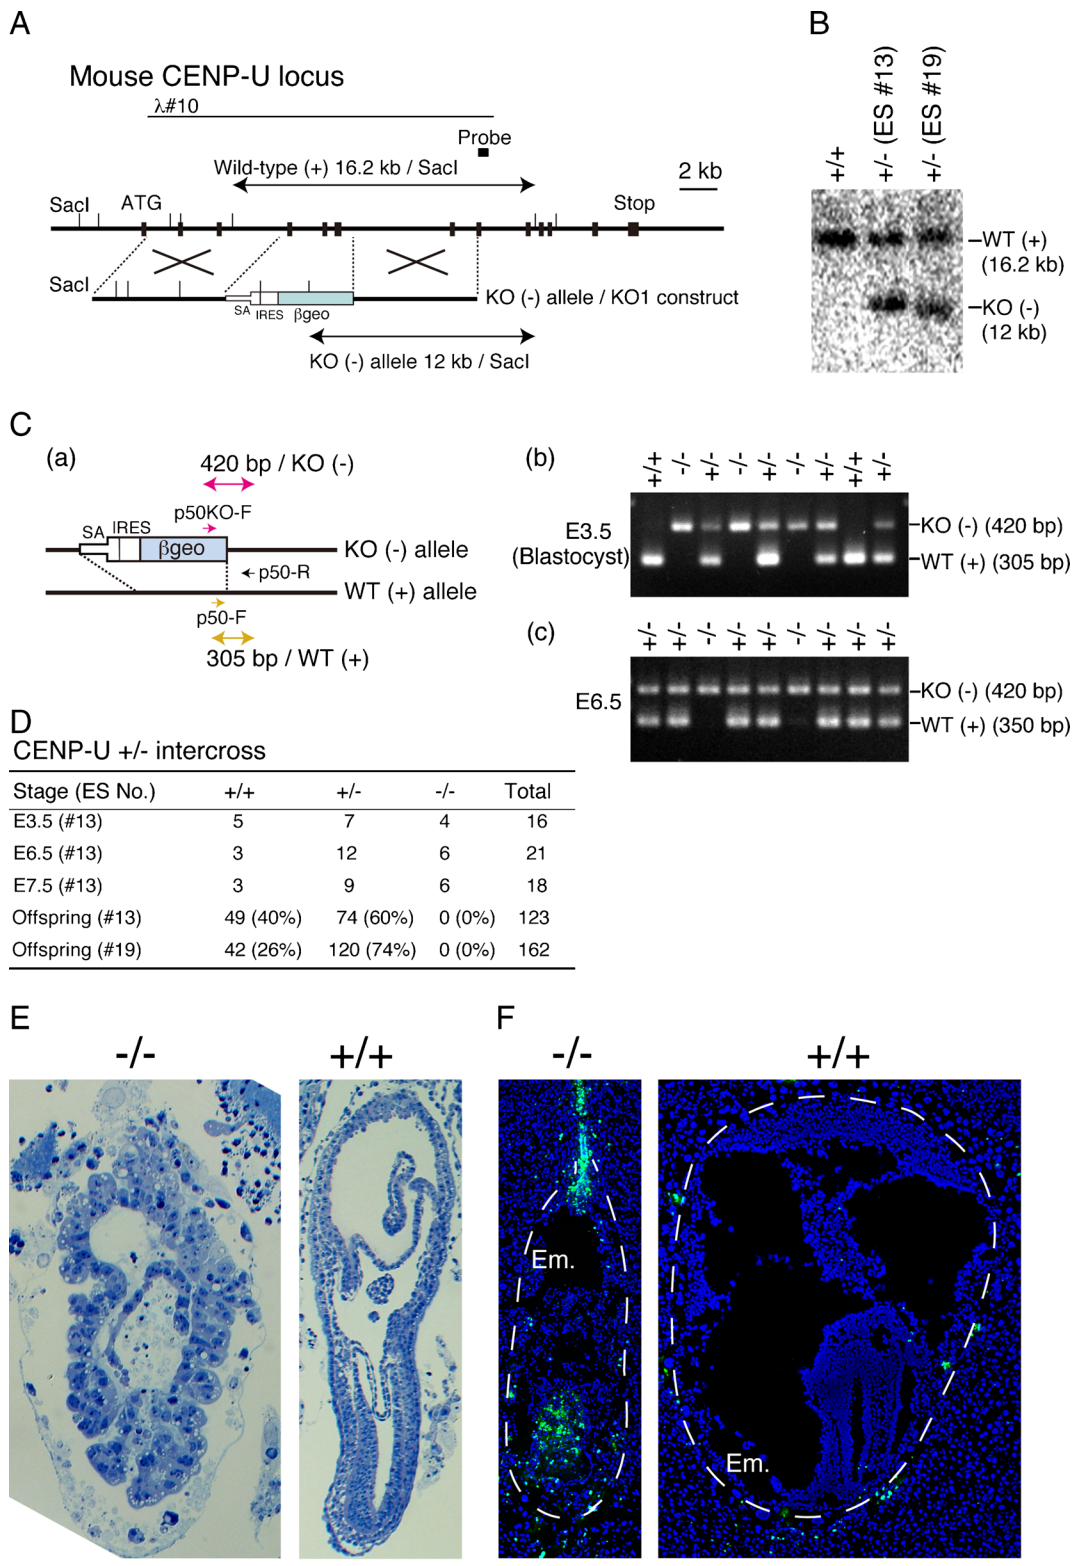 A
Mouse CENP-U locus
λ#10
Probe
Wild-type (+) 16.2 kb / SacI
2 kb
SacI
ATG
Stop
SacI
SA
IRES
βgeo
KO (-) allele / KO1 construct
KO (-) allele 12 kb / SacI
B
+/+
+/- (ES #13)
+/- (ES #19)
WT (+)
(16.2 kb)
KO (-)
(12 kb)
C
(a)
420 bp / KO (-)
p50KO-F
SA
IRES
βgeo
KO (-) allele
p50-R
WT (+) allele
p50-F
305 bp / WT (+)
(b)
+/+ -/- +/- -/- +/- -/- +/- +/+ +/-
E3.5
(Blastocyst)
KO (-) (420 bp)
WT (+) (305 bp)
(c)
+/- +/- -/- +/- +/- -/- +/- +/- +/-
E6.5
KO (-) (420 bp)
WT (+) (350 bp)
D
CENP-U +/- intercross
Stage (ES No.) +/+ +/- -/- Total
E3.5 (#13) 5 7 4 16
E6.5 (#13) 3 12 6 21
E7.5 (#13) 3 9 6 18
Offspring (#13) 49 (40%) 74 (60%) 0 (0%) 123
Offspring (#19) 42 (26%) 120 (74%) 0 (0%) 162
E
-/-
+/+
F
-/-
+/+
Em.
Em.